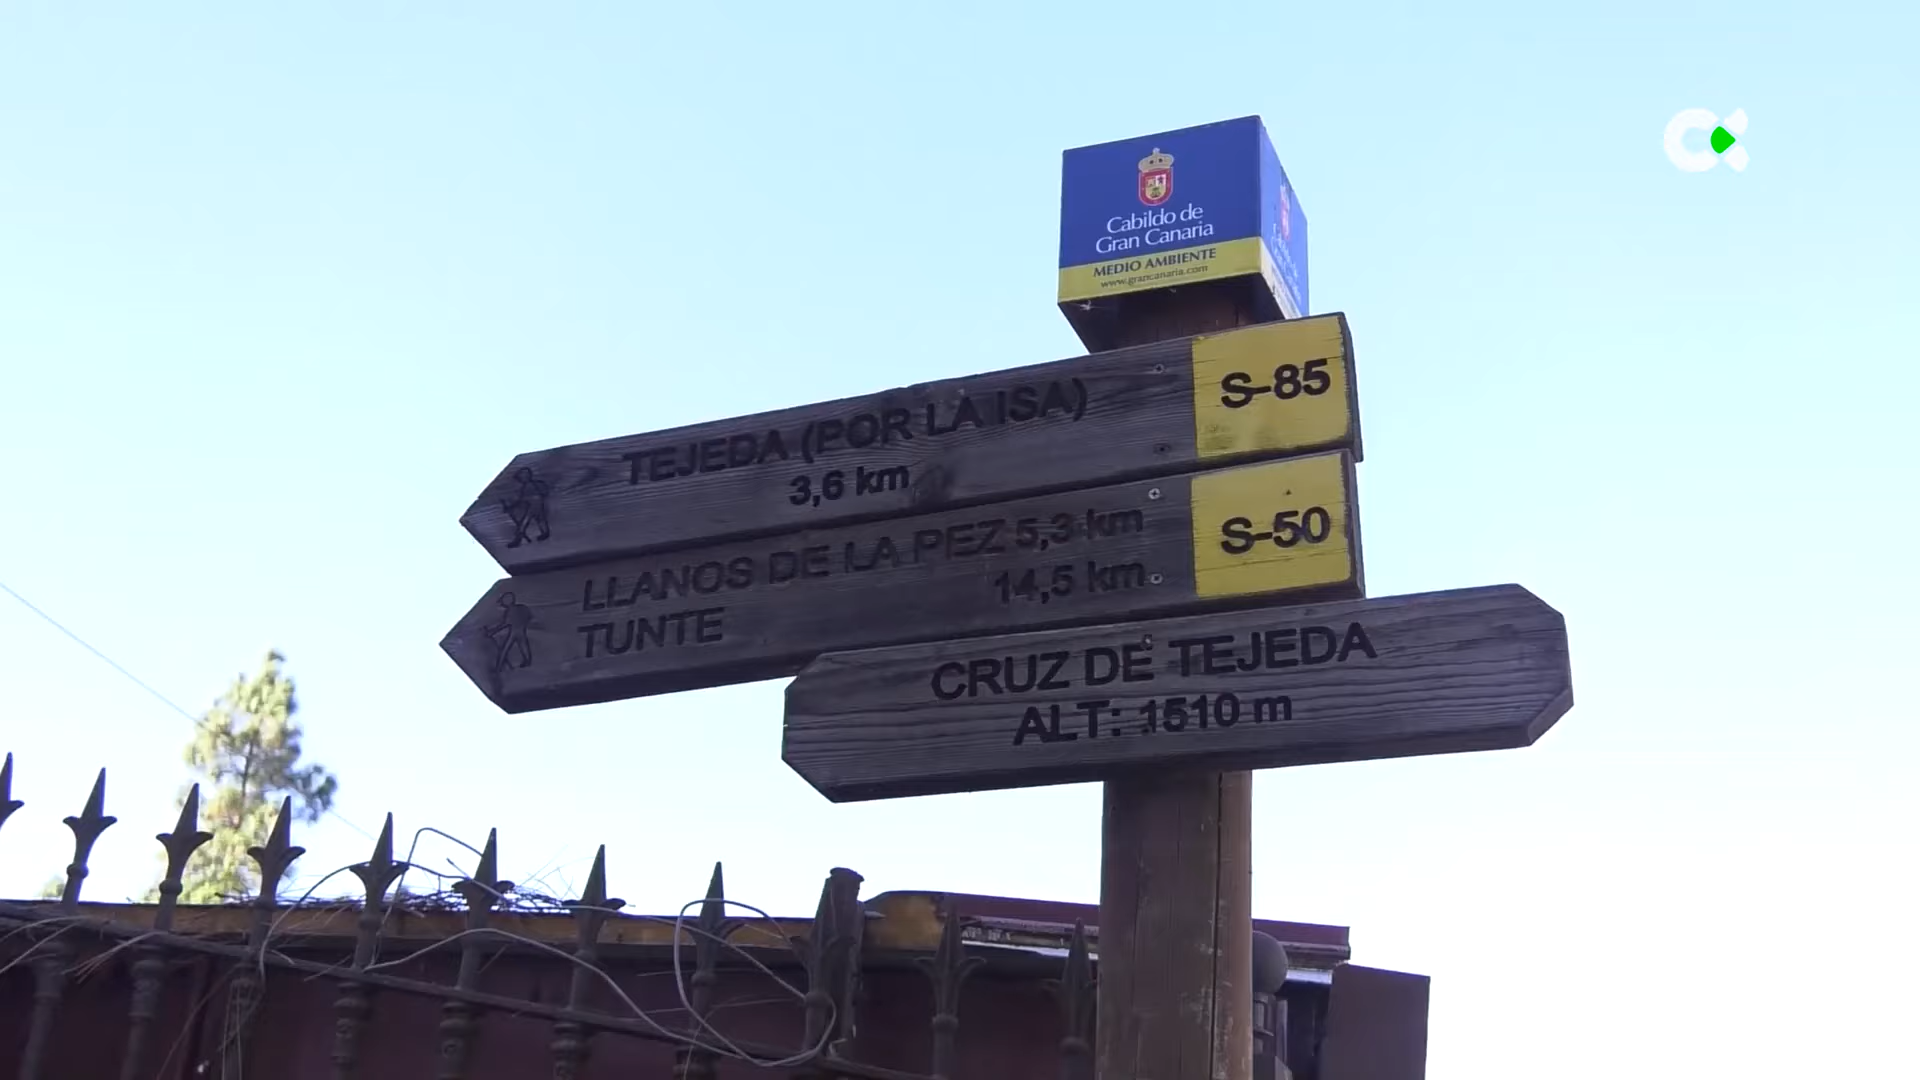 Cabildo de
Gran Canaria
MEDIO AMBIENTE
www.grancanaria.com
TEJEDA (POR LA ISA)
3,6 km
S-85
LLANOS DE LA PEZ 5,3 km
TUNTE 14,5 km
S-50
CRUZ DE TEJEDA
ALT: 1510 m